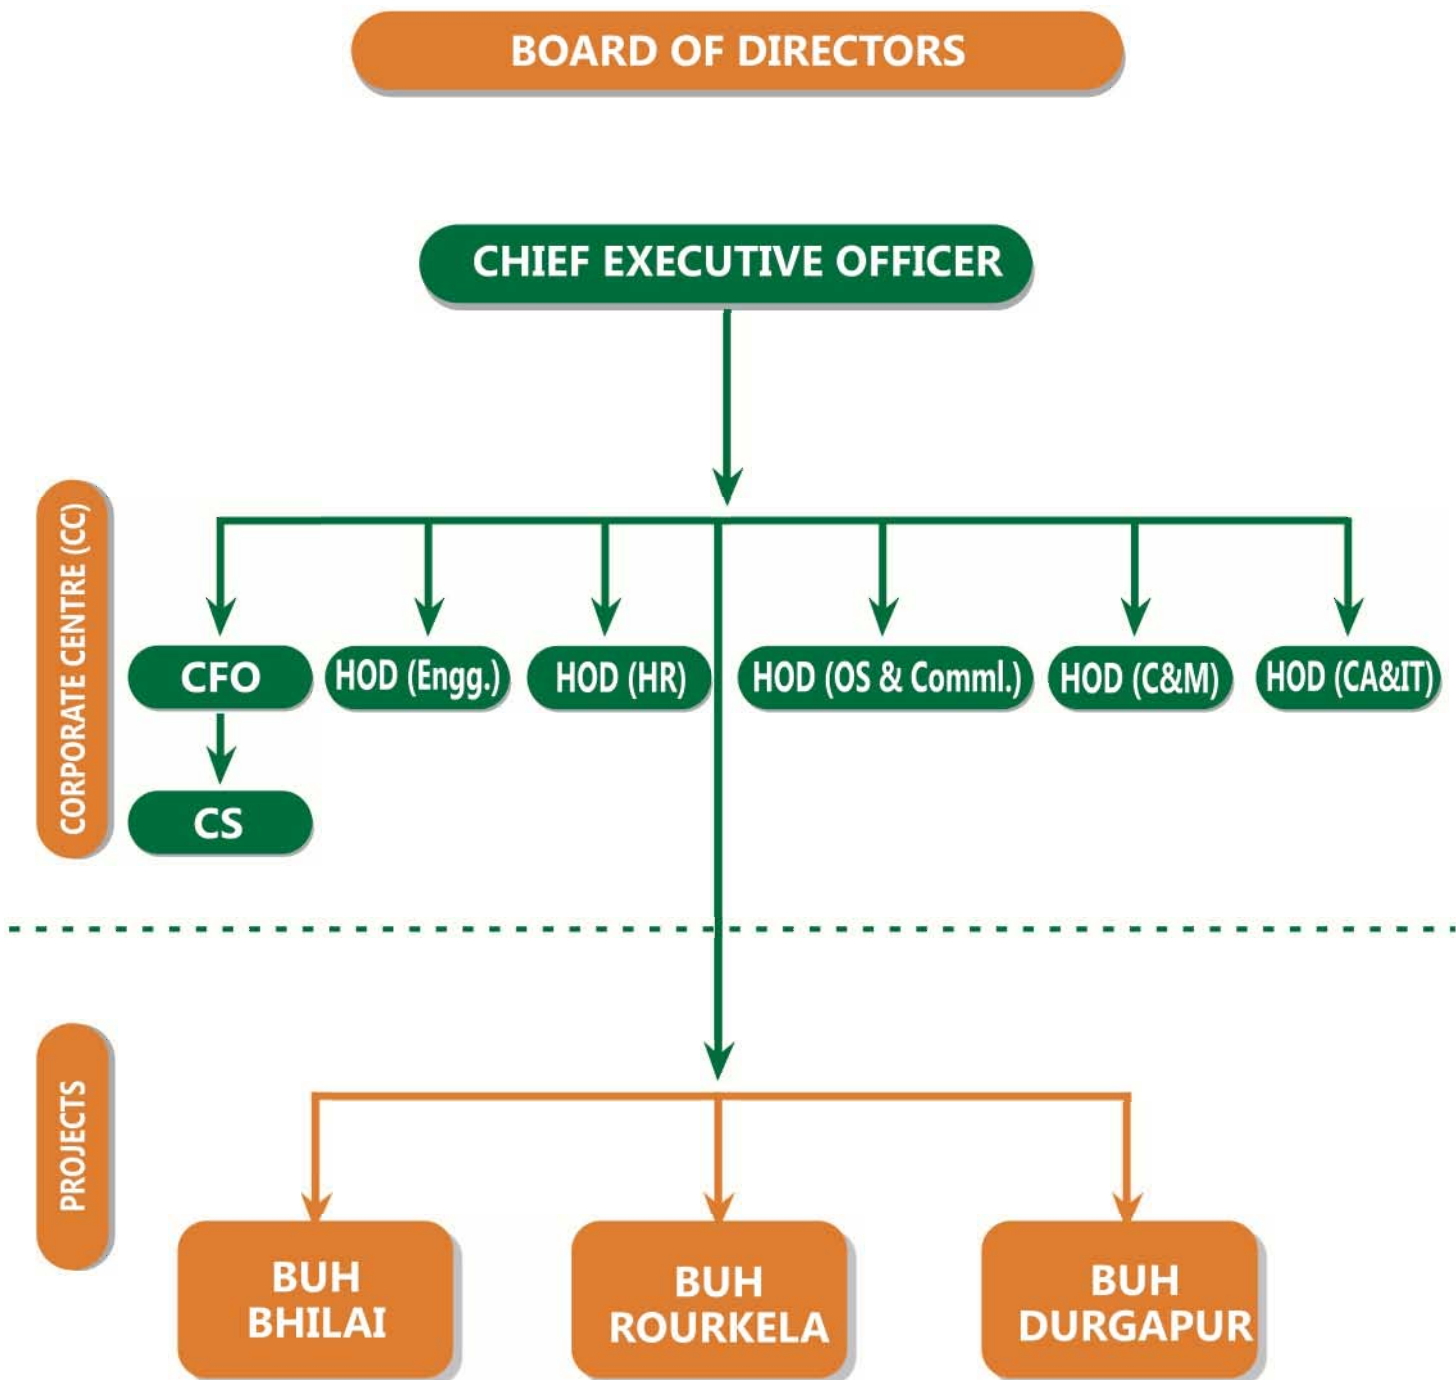 BOARD OF DIRECTORS
CHIEF EXECUTIVE OFFICER
CORPORATE CENTRE (CC)
CFO
HOD (Engg.)
HOD (HR)
HOD (OS & Comml.)
HOD (C&M)
HOD (CA&IT)
CS
PROJECTS
BUH
BHILAI
BUH
ROURKELA
BUH
DURGAPUR